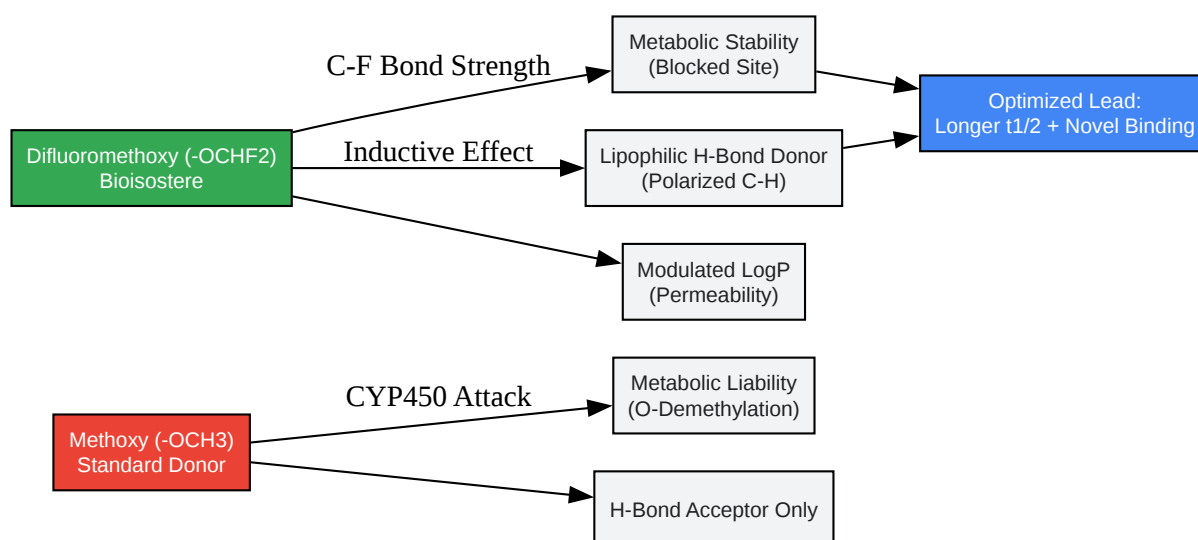 C-F Bond Strength
Metabolic Stability
(Blocked Site)
Optimized Lead:
Longer t1/2 + Novel Binding
Difluoromethoxy (-OCHF2)
Bioisostere
Inductive Effect
Lipophilic H-Bond Donor
(Polarized C-H)
Modulated LogP
(Permeability)
CYP450 Attack
Metabolic Liability
(O-Demethylation)
Methoxy (-OCH3)
Standard Donor
H-Bond Acceptor Only